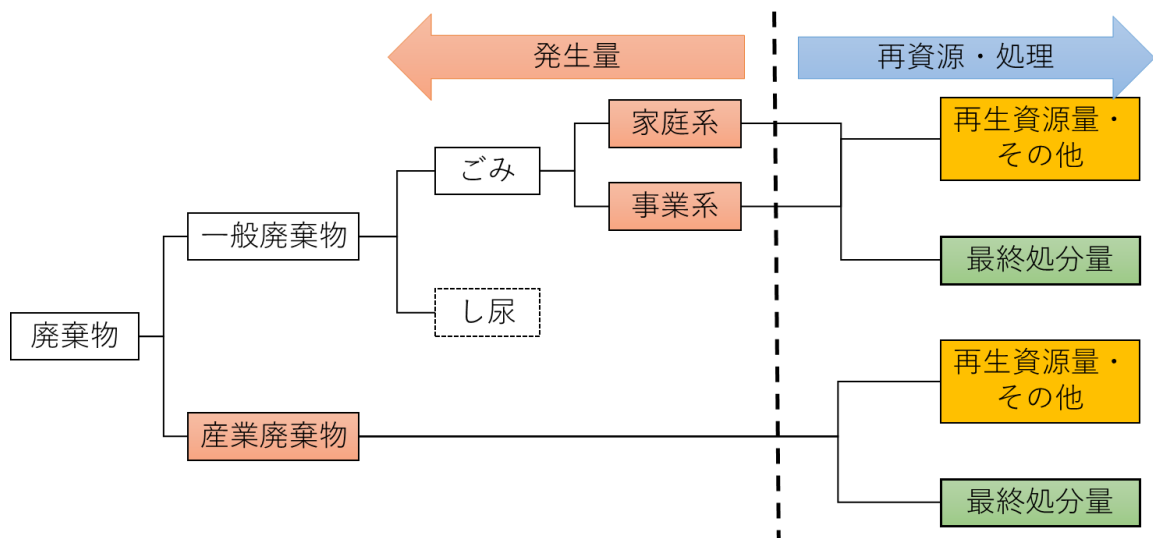 発生量
再資源・処理
家庭系
再生資源量・
その他
ごみ
事業系
一般廃棄物
最終処分量
し尿
廃棄物
再生資源量・
その他
産業廃棄物
最終処分量